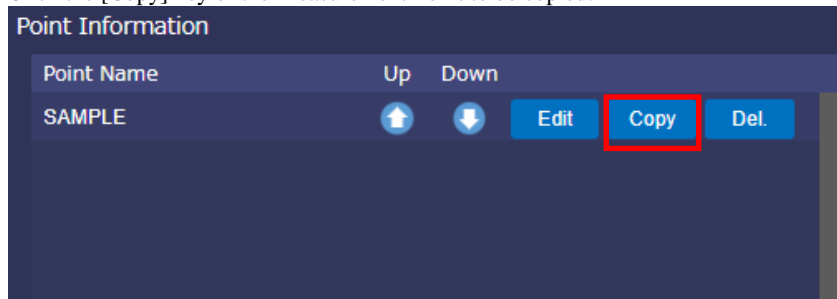 Point Information
Point Name Up Down
SAMPLE Edit Copy Del.